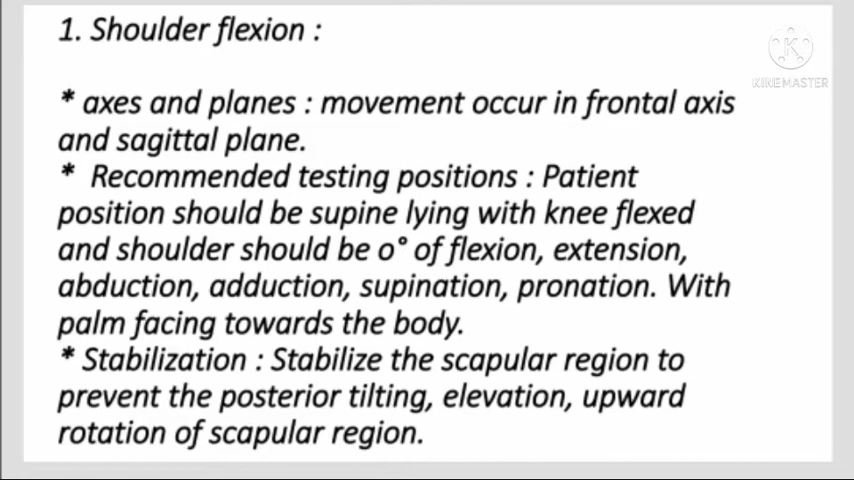 1. Shoulder flexion :
KINEMASTER
* axes and planes : movement occur in frontal axis
and sagittal plane.
* Recommended testing positions : Patient
position should be supine lying with knee flexed
and shoulder should be o° of flexion, extension,
abduction, adduction, supination, pronation. With
palm facing towards the body.
* Stabilization : Stabilize the scapular region to
prevent the posterior tilting, elevation, upward
rotation of scapular region.